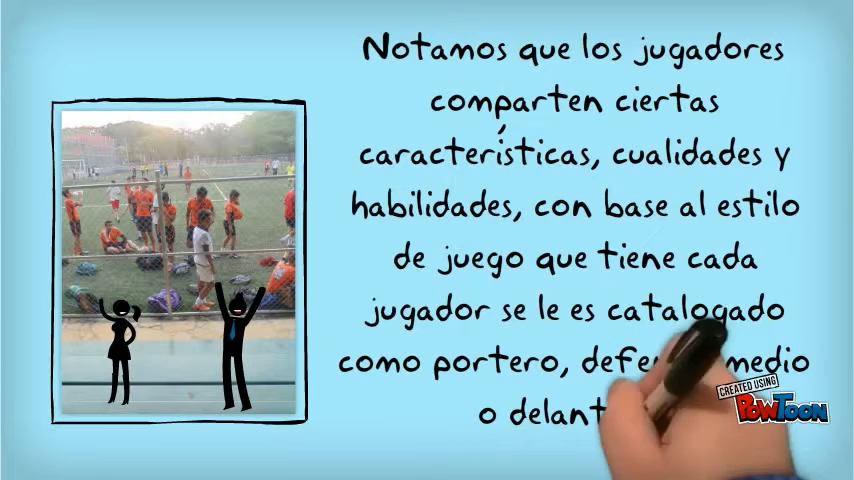 Notamos que los jugadores
comparten ciertas
características, cualidades y
habilidades, con base al estilo
de juego que tiene cada
jugador se le es catalogado
como portero, medio
o
CREATED USING
POWTOON